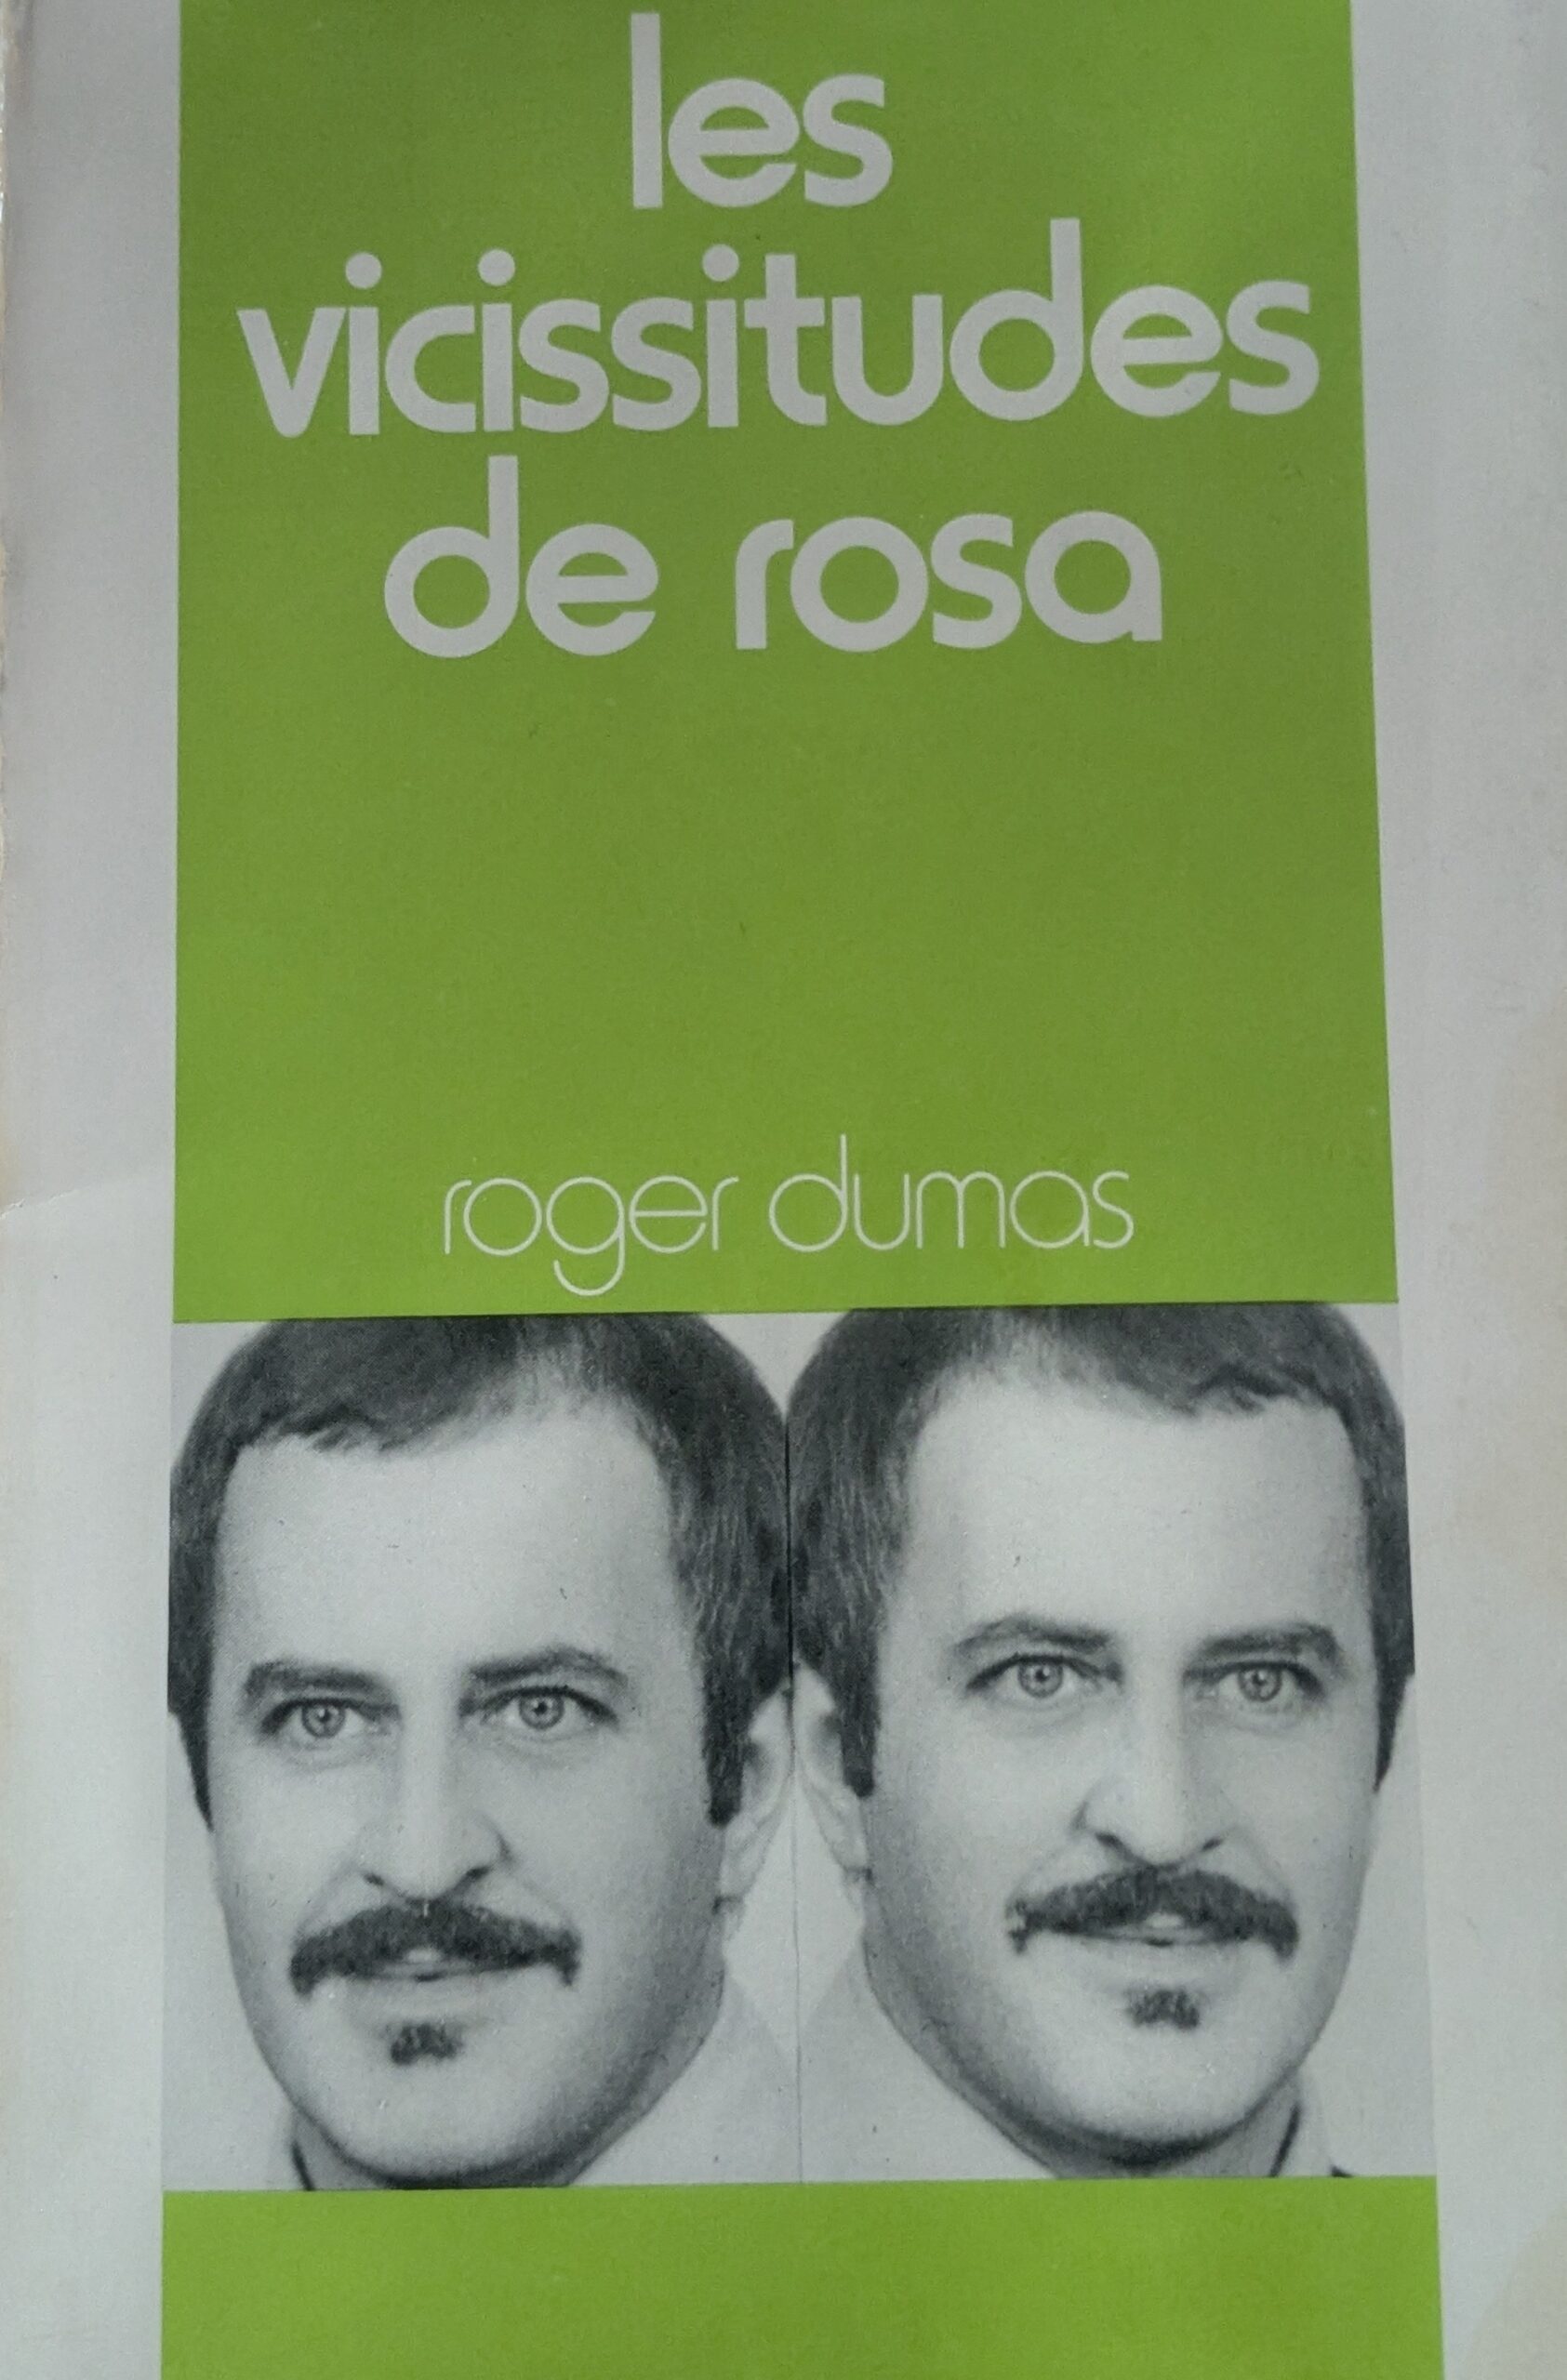 les
vicissitudes
de rosa
roger dumas